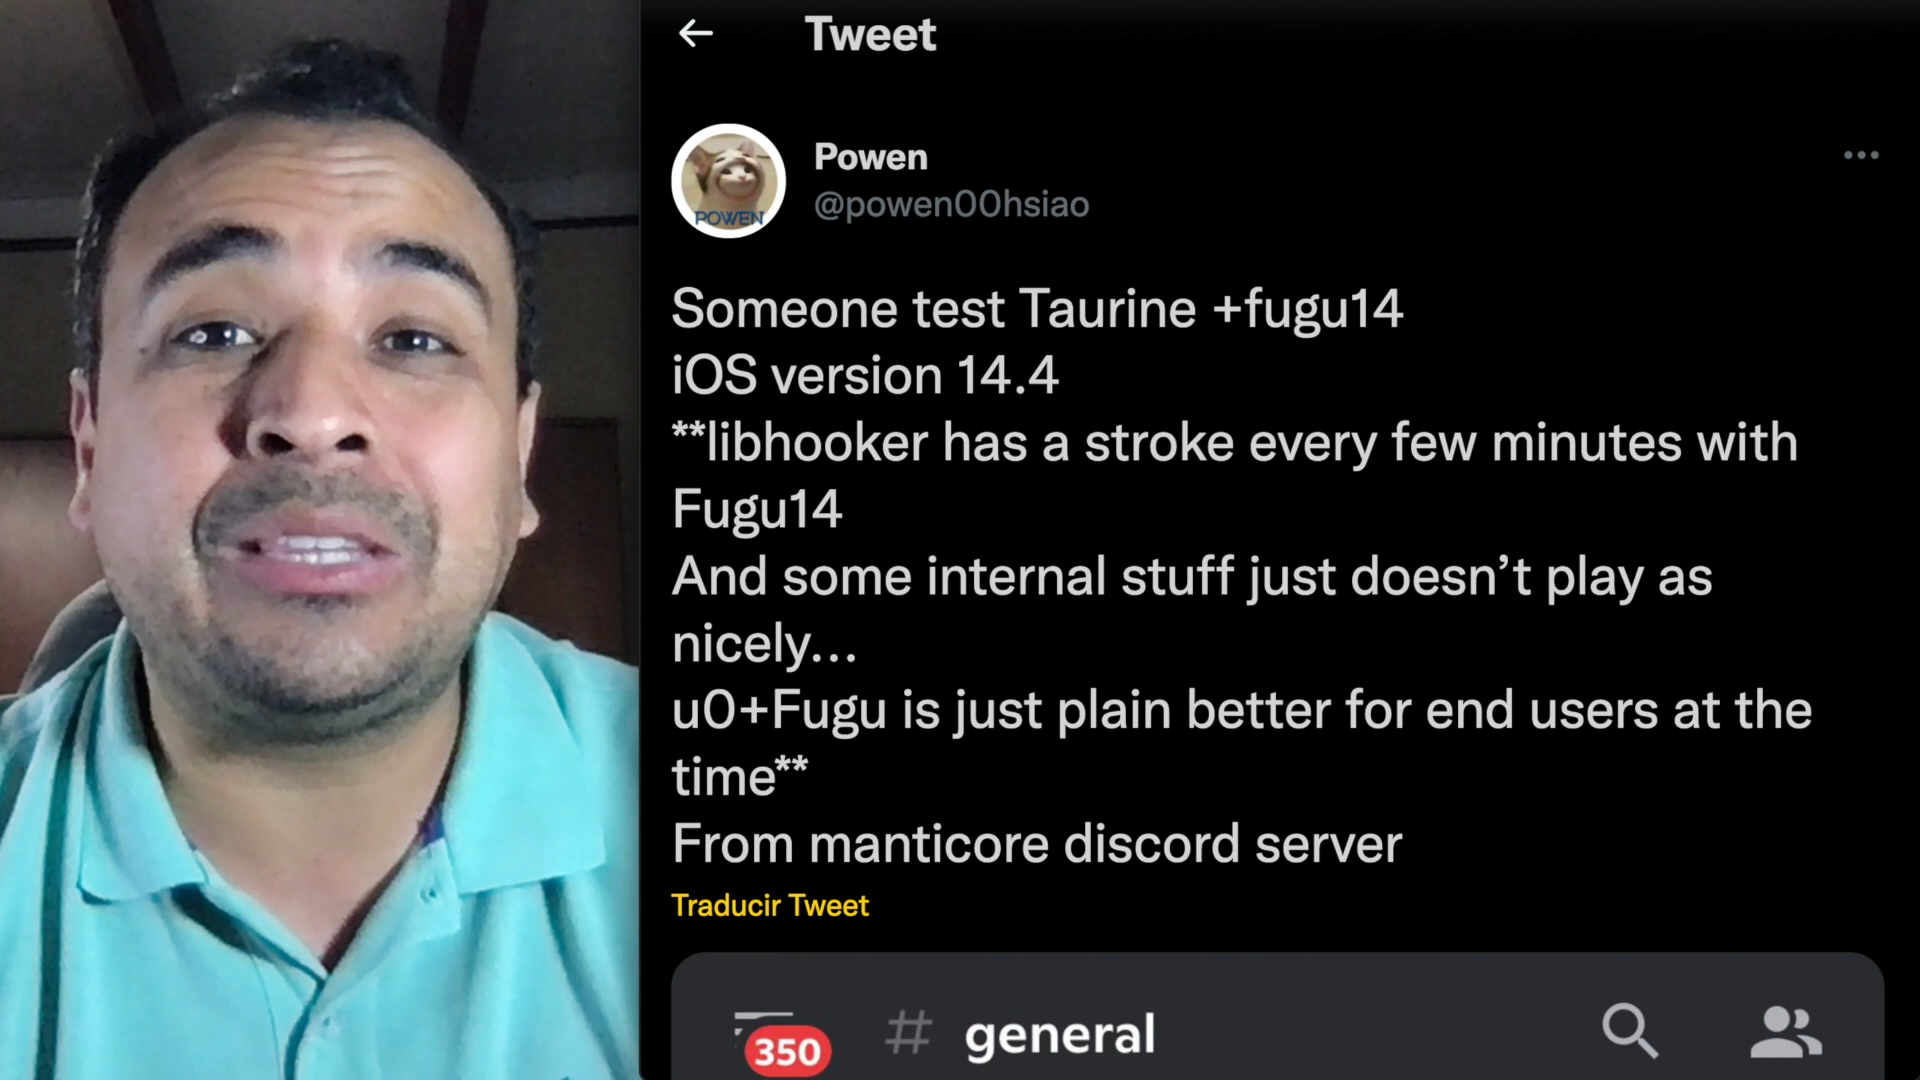 Tweet
Powen
@powen00hsiao
POWEN
Someone test Taurine +fugu14
iOS version 14.4
**libhooker has a stroke every few minutes with
Fugu14
And some internal stuff just doesn’t play as
nicely...
u0+Fugu is just plain better for end users at the
time**
From manticore discord server
Traducir Tweet
350
# general